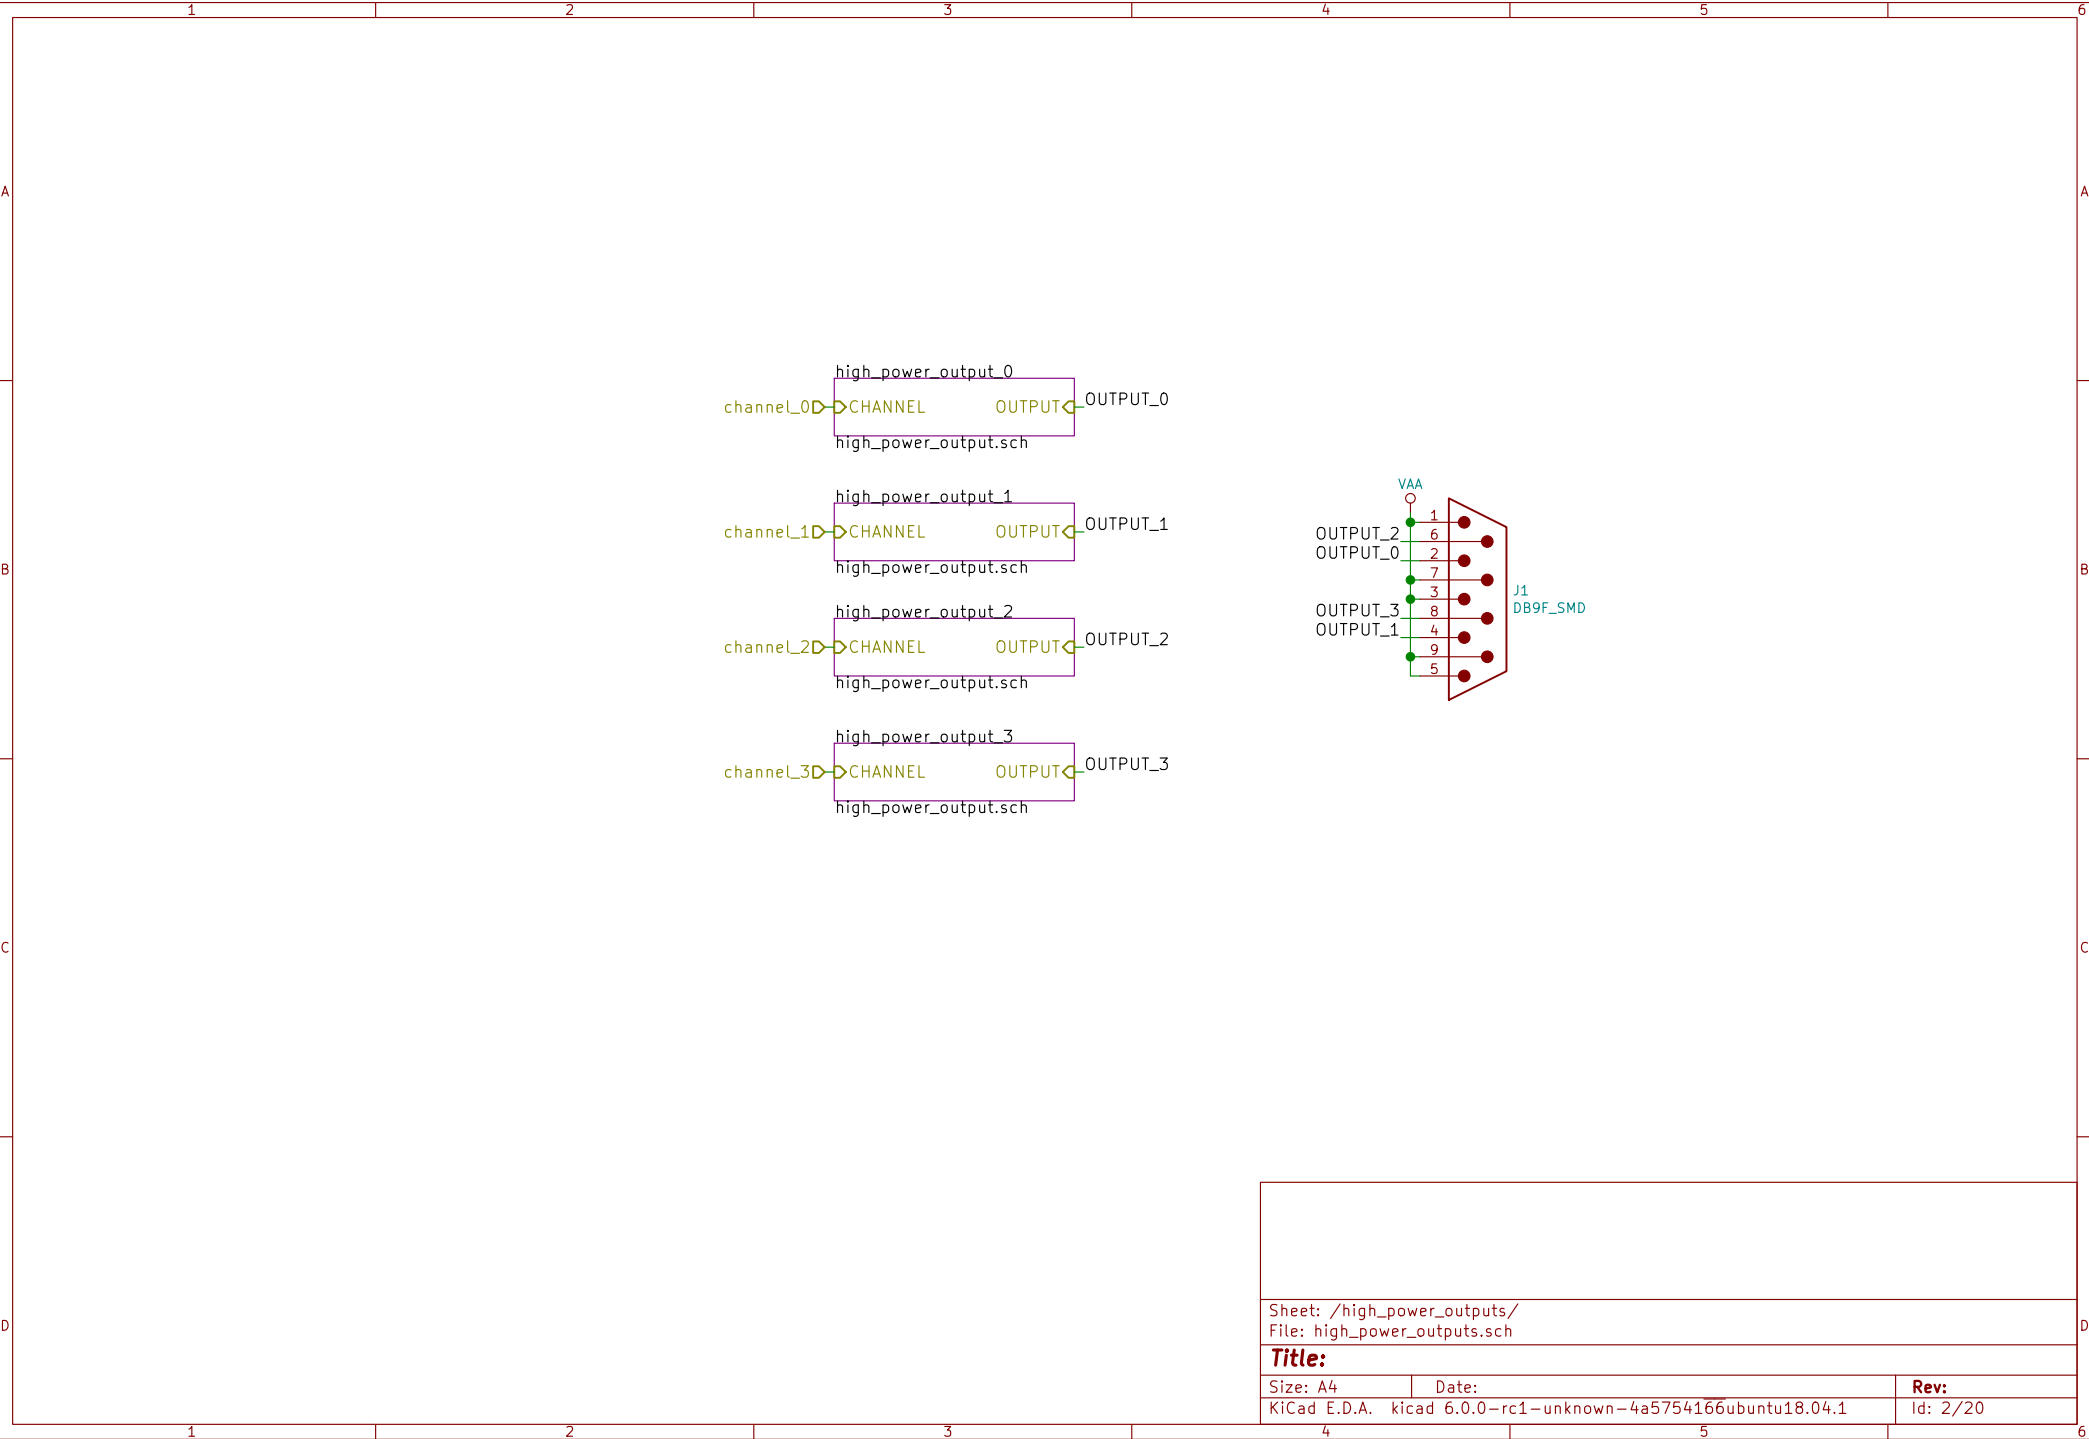 1 2 3 4 5 6
A A
high_power_output_0
channel_0 CHANNEL OUTPUT OUTPUT_0
high_power_output.sch
high_power_output_1
channel_1 CHANNEL OUTPUT OUTPUT_1
high_power_output.sch
high_power_output_2
channel_2 CHANNEL OUTPUT OUTPUT_2
high_power_output.sch
high_power_output_3
channel_3 CHANNEL OUTPUT OUTPUT_3
high_power_output.sch
VAA
1
OUTPUT_2 6
OUTPUT_0 2
7
3
OUTPUT_3 8
OUTPUT_1 4
9
5
J1
DB9F_SMD
B B
C C
D D
Sheet: /high_power_outputs/
File: high_power_outputs.sch
Title:
Size: A4 Date: Rev:
KiCad E.D.A. kicad 6.0.0-rc1-unknown-4a5754166ubuntu18.04.1 Id: 2/20
1 2 3 4 5 6